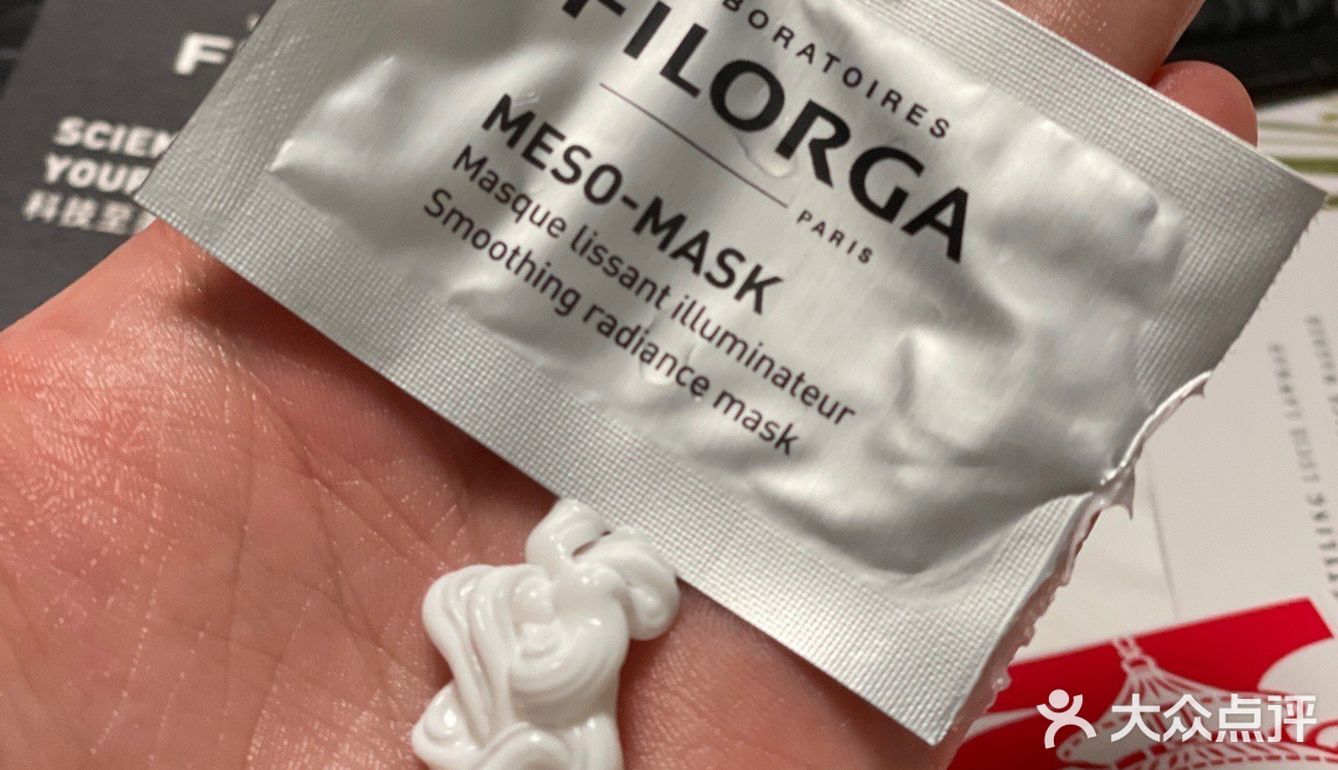 SCIEN
YOUR
科技至
BORATOIRES
FILORGA
PARIS
MESO-MASK
Masque lissant illuminateur
Smoothing radiance mask
大众点评